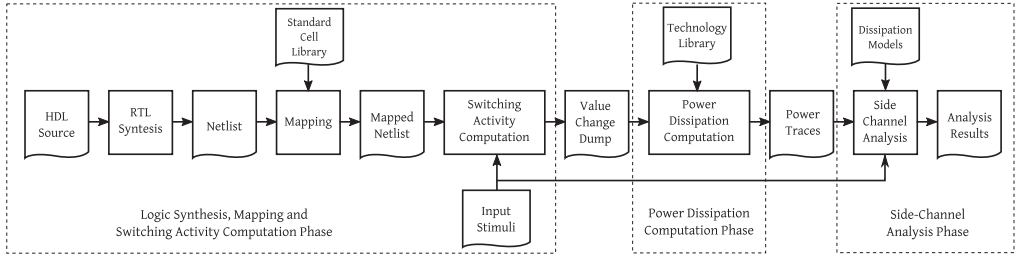 Standard
Cell
Library
Technology
Library
Dissipation
Models
HDL
Source
RTL
Syntesis
Netlist
Mapping
Mapped
Netlist
Switching
Activity
Computation
Value
Change
Dump
Power
Dissipation
Computation
Power
Traces
Side
Channel
Analysis
Analysis
Results
Input
Stimuli
Logic Synthesis, Mapping and
Switching Activity Computation Phase
Power Dissipation
Computation Phase
Side-Channel
Analysis Phase